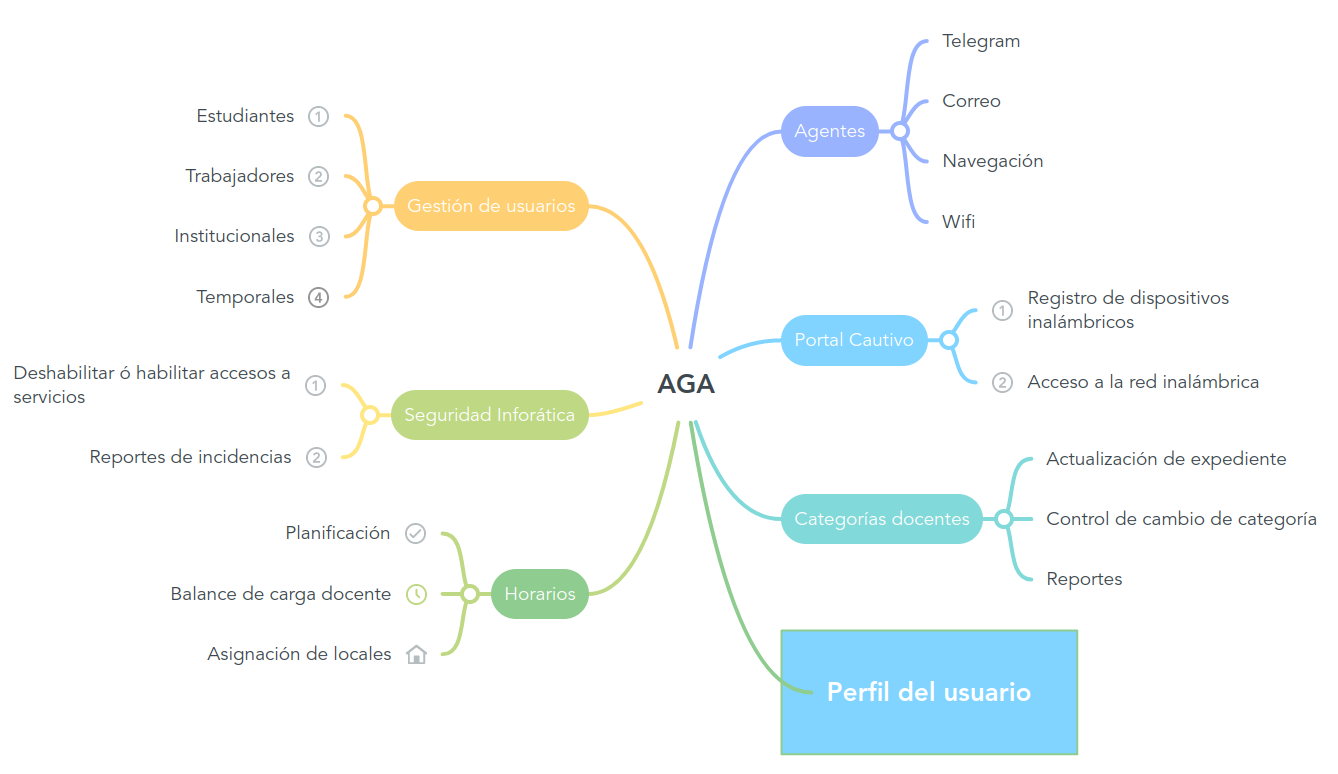 AGA
Gestión de usuarios
Estudiantes 1
Trabajadores 2
Institucionales 3
Temporales 4
Seguridad Inforática
Deshabilitar ó habilitar accesos a
servicios
1
Reportes de incidencias 2
Horarios
Planificación
Balance de carga docente
Asignación de locales
Agentes
Telegram
Correo
Navegación
Wifi
Portal Cautivo
1 Registro de dispositivos
inalámbricos
2 Acceso a la red inalámbrica
Categorías docentes
Actualización de expediente
Control de cambio de categoría
Reportes
Perfil del usuario